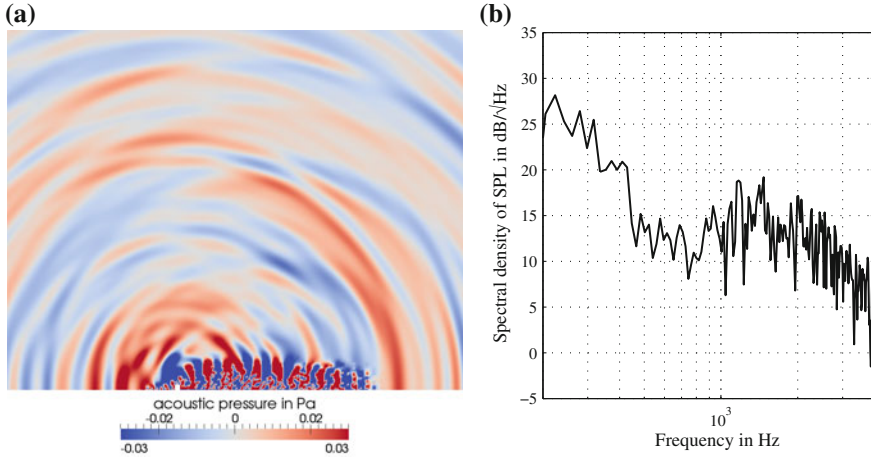 (a)
acoustic pressure in Pa
-0.02 0 0.02
-0.03 0.03
(b)
Spectral density of SPL in dB/√Hz
35
30
25
20
15
10
5
0
−5
10³
Frequency in Hz